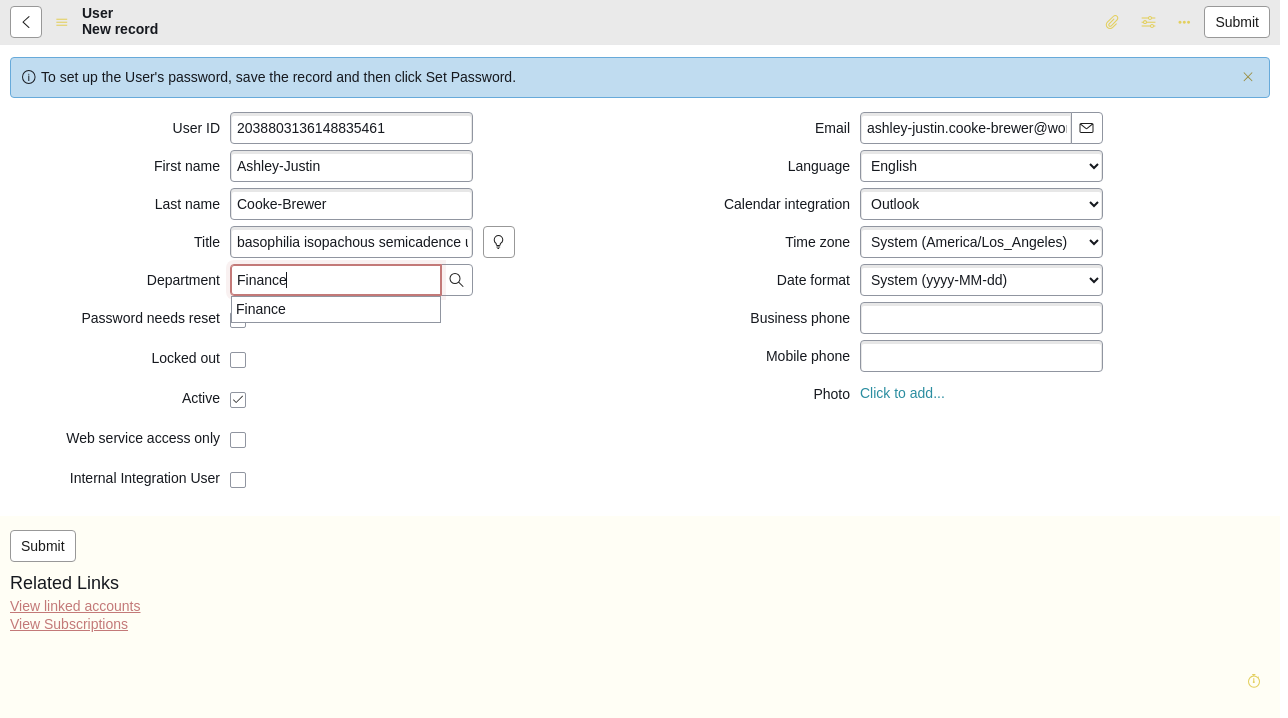 User
New record
Submit
To set up the User's password, save the record and then click Set Password.
User ID
2038803136148835461
First name
Ashley-Justin
Last name
Cooke-Brewer
Title
basophilia isopachous semicadence
Department
Finance
Finance
Password needs reset
Locked out
Active
Web service access only
Internal Integration User
Email
ashley-justin.cooke-brewer@wo
Language
English
Calendar integration
Outlook
Time zone
System (America/Los_Angeles)
Date format
System (yyyy-MM-dd)
Business phone
Mobile phone
Photo
Click to add...
Submit
Related Links
View linked accounts
View Subscriptions